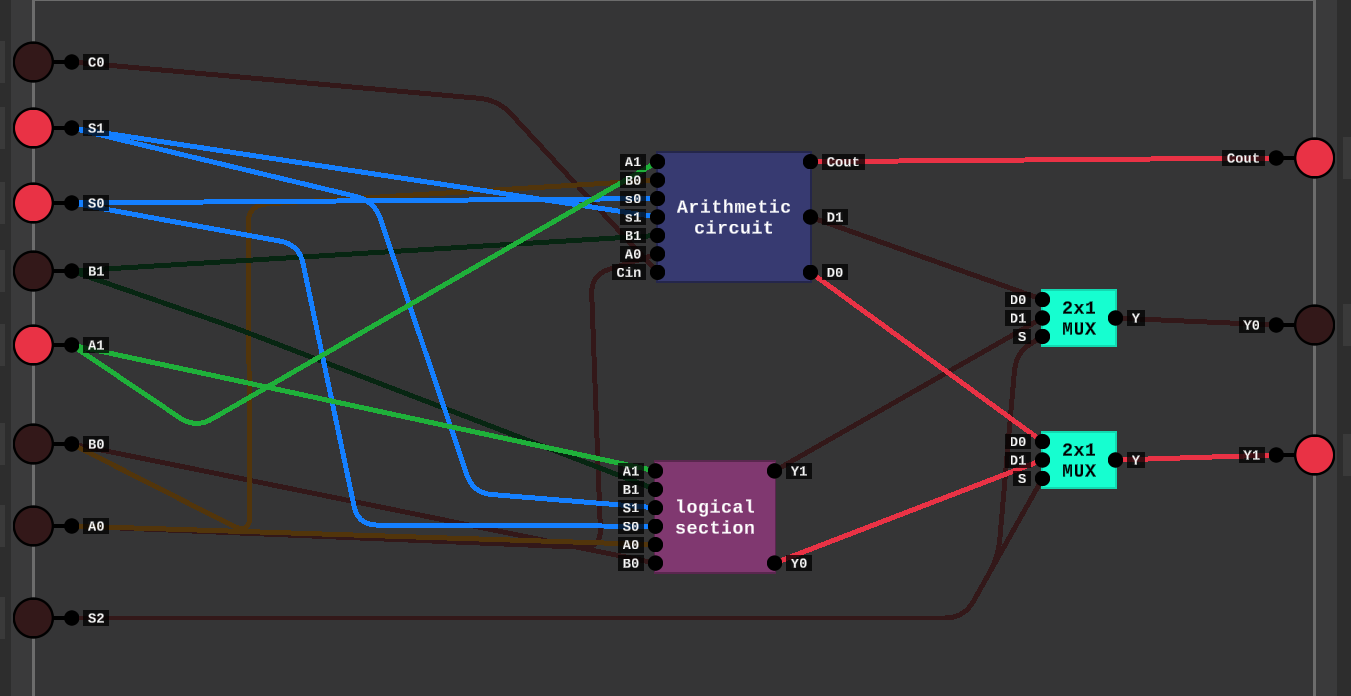 C0
S1
S0
B1
A1
B0
A0
S2
A1
B0
s0
s1
B1
A0
Cin
Arithmetic
circuit
Cout
D1
D0
A1
B1
S1
S0
A0
B0
logical
section
Y1
Y0
D0
D1
S
2x1
MUX
Y
D0
D1
S
2x1
MUX
Y
Cout
Y0
Y1